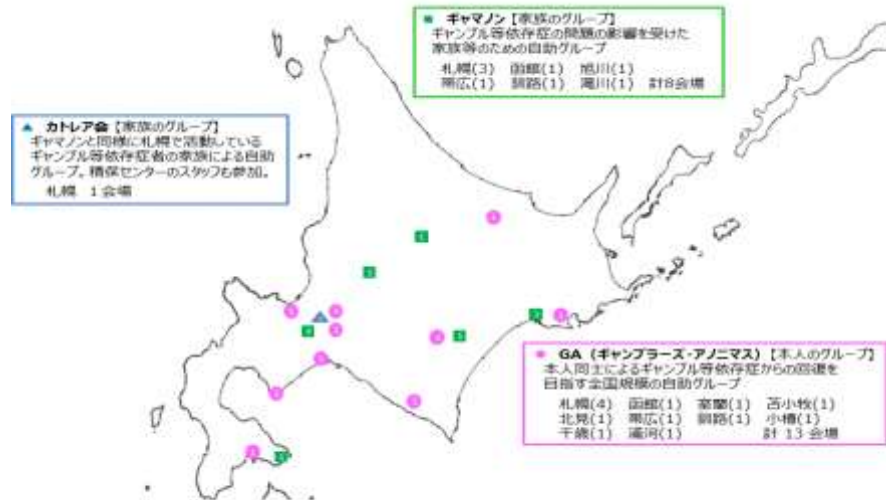 ■ ギャマノン【家族のグループ】
ギャンブル等依存症の問題の影響を受けた
家族等のための自助グループ
札幌(3) 函館(1) 旭川(1)
帯広(1) 釧路(1) 滝川(1) 計8会場
▲ カトレア会【家族のグループ】
ギャマノンと同様に札幌で活動している
ギャンブル等依存症者の家族による自助
グループ。精保センターのスタッフも参加。
札幌 1会場
● GA(ギャンブラーズ・アノニマス)【本人のグループ】
本人同士によるギャンブル等依存症からの回復を
目指す全国規模の自助グループ
札幌(4) 函館(1) 室蘭(1) 苫小牧(1)
北見(1) 帯広(1) 釧路(1) 小樽(1)
千歳(1) 浦河(1) 計 13 会場